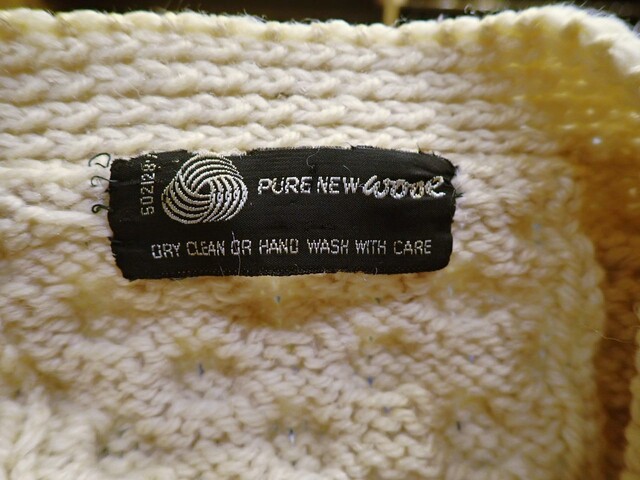 PURE NEW WOOL
DRY CLEAN OR HAND WASH WITH CARE